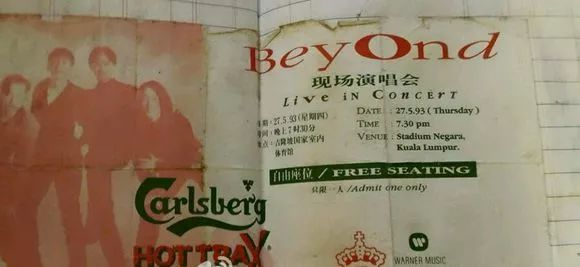 BeyOnd
现场演唱会
Live iN CoNCErT
期：27.5.93（星期四）
间：晚上7时30分
点：吉隆坡国家室内
体育馆
DATE : 27.5.93 ( Thursday )
TIME : 7.30 pm
VENUE : Stadium Negara,
Kuala Lumpur.
自由座位 / FREE SEATING
只限一人 / Admit one only
Carlsberg
HOT TRAX
WARNER MUSIC